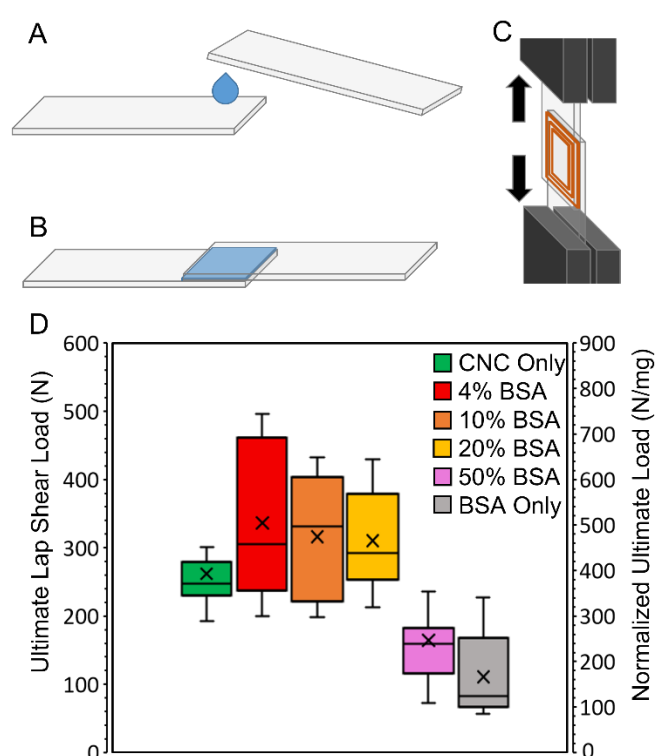 A
C
B
D
Ultimate Lap Shear Load (N)
600
500
400
300
200
100
0
CNC Only
4% BSA
10% BSA
20% BSA
50% BSA
BSA Only
900
800
700
600
500
400
300
200
100
0
Normalized Ultimate Load (N/mg)